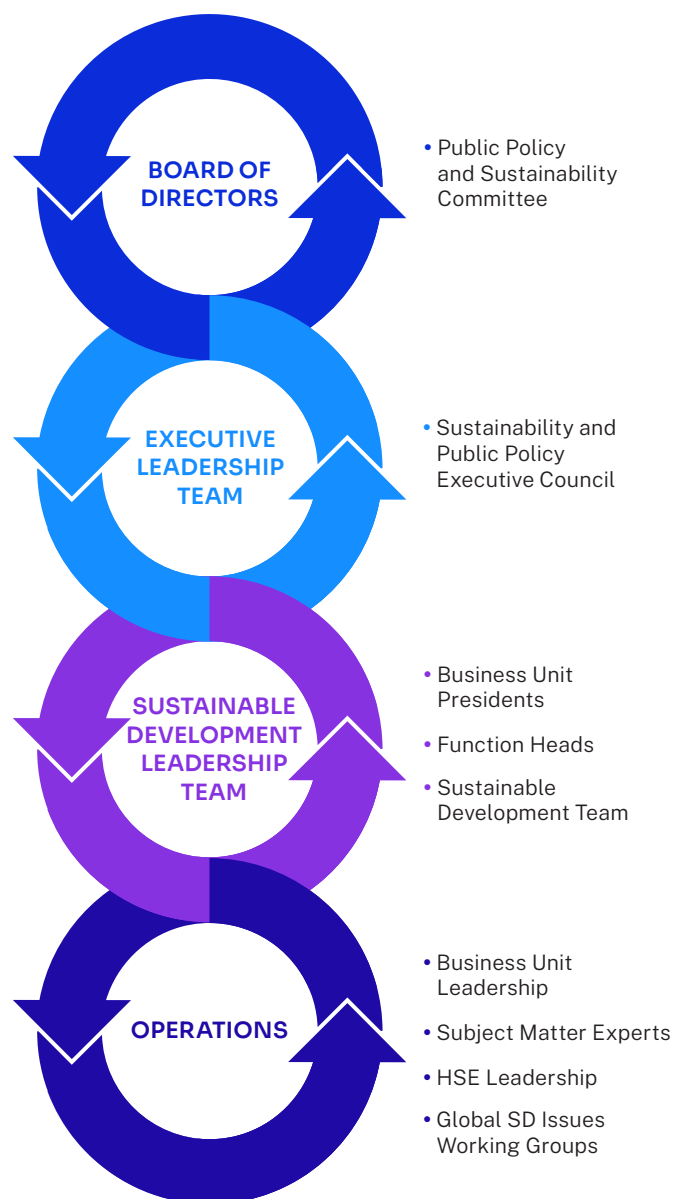 BOARD OF
DIRECTORS
• Public Policy
and Sustainability
Committee
EXECUTIVE
LEADERSHIP
TEAM
• Sustainability and
Public Policy
Executive Council
SUSTAINABLE
DEVELOPMENT
LEADERSHIP
TEAM
• Business Unit
Presidents
• Function Heads
• Sustainable
Development Team
OPERATIONS
• Business Unit
Leadership
• Subject Matter Experts
• HSE Leadership
• Global SD Issues
Working Groups